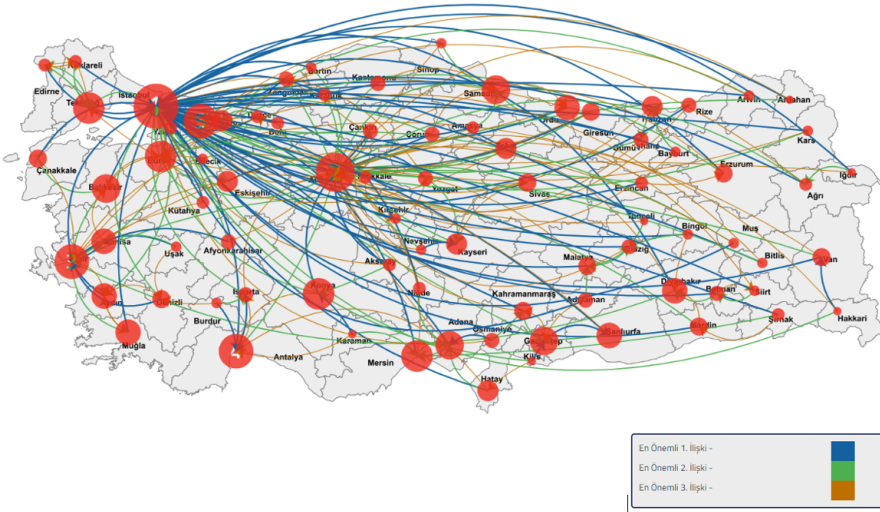 Sinop
Bartın
Kastamonu
Kırklareli
Edirne
İstanbul
Samsun
Artvin
Ardahan
Rize
Ordu
Trabzon
Giresun
Bolu
Çankırı
Çorum
Amasya
Kars
Gümüşhane
Bayburt
Çanakkale
Bursa
Bilecik
Erzurum
Iğdır
Ağrı
Balıkesir
Eskişehir
Yozgat
Sivas
Erzincan
Kütahya
Kırşehir
Tunceli
Bingöl
Muş
Manisa
Uşak
Afyonkarahisar
Nevşehir
Kayseri
Elazığ
Malatya
Bitlis
Van
Aksaray
Aydın
Denizli
Isparta
Konya
Niğde
Kahramanmaraş
Adıyaman
Diyarbakır
Batman
Siirt
Burdur
Hakkari
Şırnak
Mardin
Muğla
Antalya
Karaman
Mersin
Adana
Osmaniye
Gaziantep
Şanlıurfa
Kilis
Hatay
En Önemli 1. İlişki –
En Önemli 2. İlişki –
En Önemli 3. İlişki –